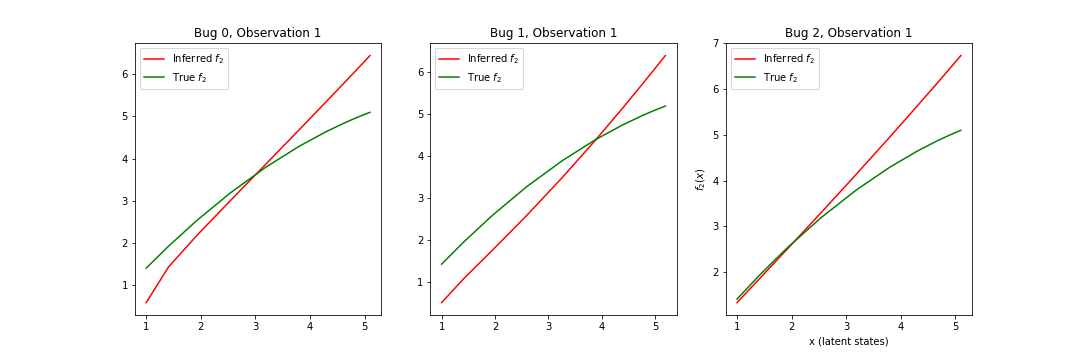 Bug 0, Observation 1
Inferred f₂
True f₂
6
5
4
3
2
1
1 2 3 4 5
Bug 1, Observation 1
Inferred f₂
True f₂
6
5
4
3
2
1
1 2 3 4 5
Bug 2, Observation 1
Inferred f₂
True f₂
7
6
5
4
3
2
f₂(x)
1 2 3 4 5
x (latent states)